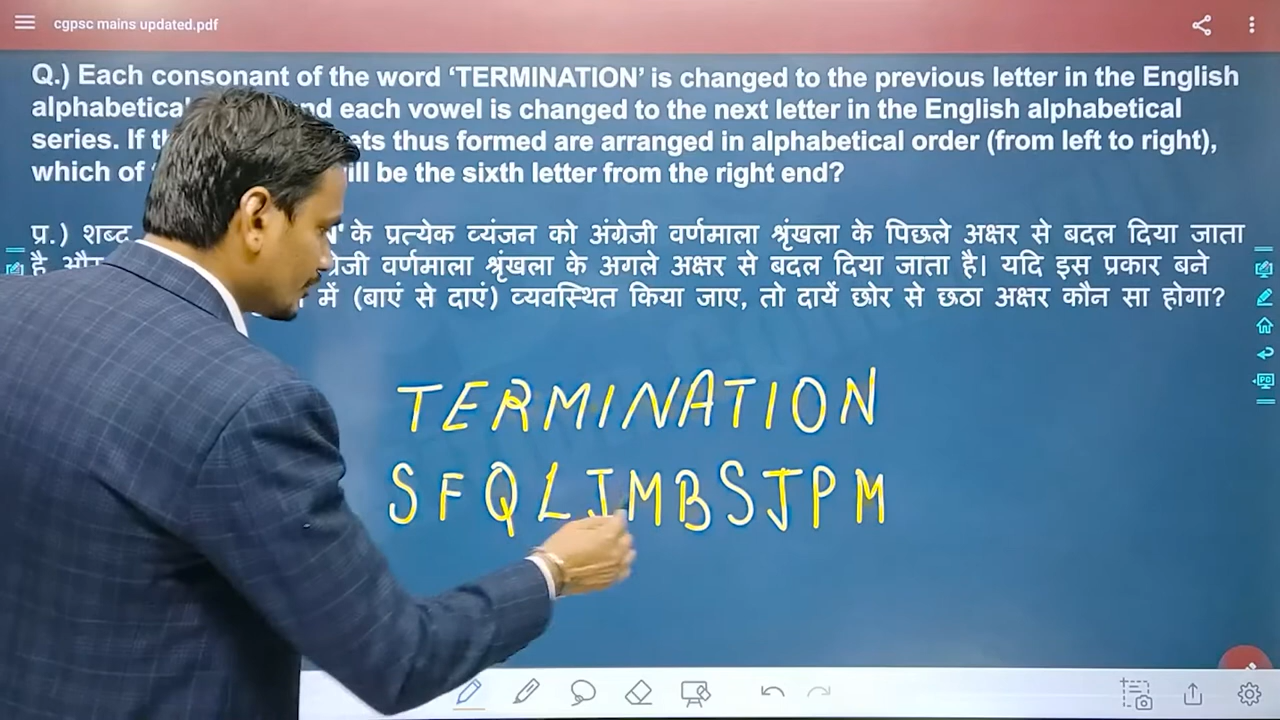 cgpsc mains updated.pdf
Q.) Each consonant of the word ‘TERMINATION’ is changed to the previous letter in the English
alphabetical nd each vowel is changed to the next letter in the English alphabetical
series. If ets thus formed are arranged in alphabetical order (from left to right),
which of ill be the sixth letter from the right end?
प्र.) शब्द के प्रत्येक व्यंजन को अंग्रेजी वर्णमाला श्रृंखला के पिछले अक्षर से बदल दिया जाता
है और ग्रेजी वर्णमाला श्रृंखला के अगले अक्षर से बदल दिया जाता है। यदि इस प्रकार बने
में (बाएं से दाएं) व्यवस्थित किया जाए, तो दायें छोर से छठा अक्षर कौन सा होगा?
TERMINATION
SFQLJMBSJPM